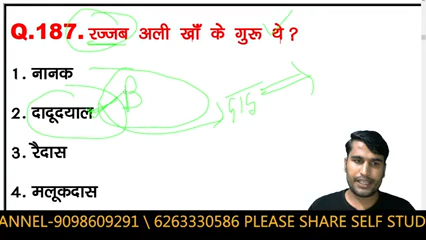 Q.187. रज्जब अली खाँ के गुरू थे ?
1. नानक
2. दादूदयाल
3. रैदास
4. मलूकदास
ANNEL-9098609291 \ 6263330586 PLEASE SHARE SELF STUD